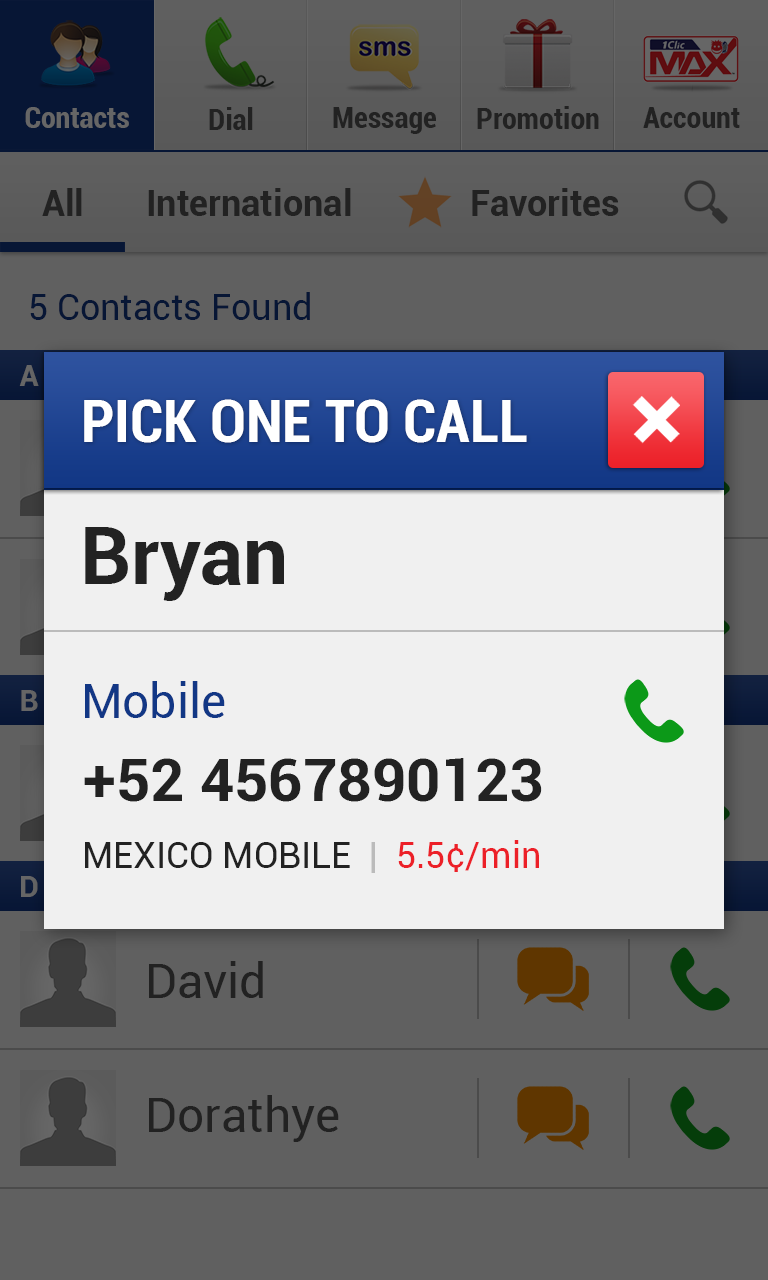 sms
1Clic
MAX
Contacts
Dial
Message
Promotion
Account
All
International
Favorites
5 Contacts Found
A
PICK ONE TO CALL
Bryan
B
Mobile
+52 4567890123
MEXICO MOBILE | 5.5¢/min
D
David
Dorathye